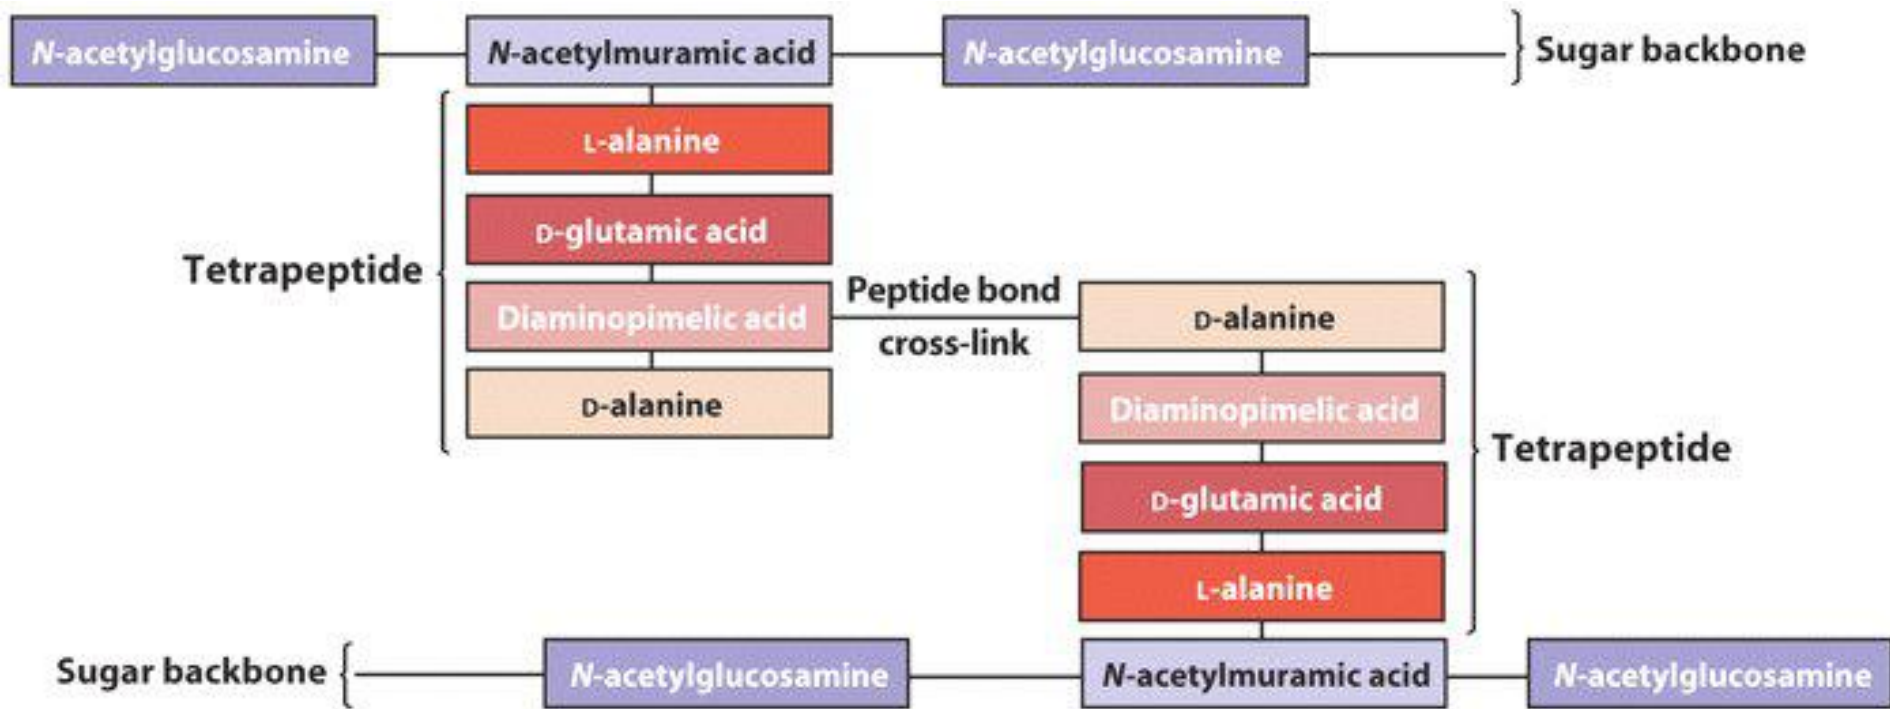 N-acetylglucosamine
N-acetylmuramic acid
N-acetylglucosamine
Sugar backbone
L-alanine
D-glutamic acid
Tetrapeptide
Diaminopimelic acid
Peptide bond
cross-link
D-alanine
D-alanine
Diaminopimelic acid
Tetrapeptide
D-glutamic acid
L-alanine
Sugar backbone
N-acetylglucosamine
N-acetylmuramic acid
N-acetylglucosamine